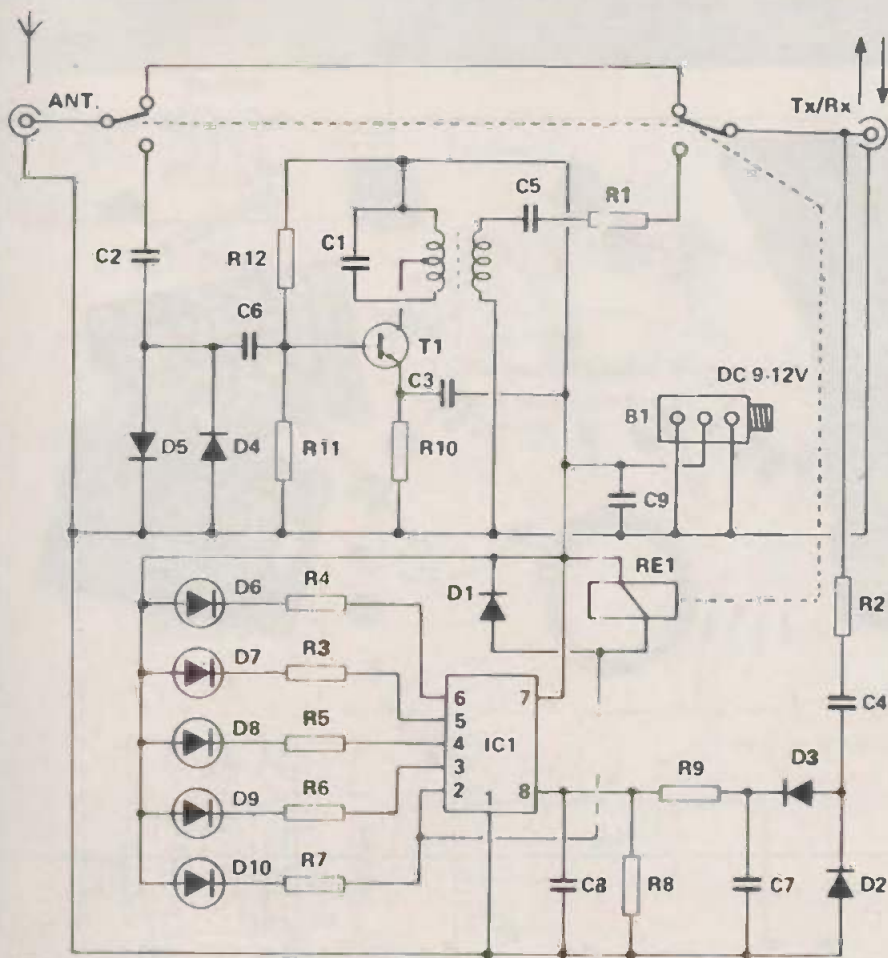 ANT.
Tx/Rx
C5
R1
C2
R12
C1
C6
T1
DC 9-12V
C3
B1
D5
D4
R11
R10
C9
D6
R4
D1
RE1
R2
D7
R3
6
7
C4
D8
R5
5
4
IC1
D3
D9
R6
3
R9
2
1
8
D10
R7
C8
R8
C7
D2